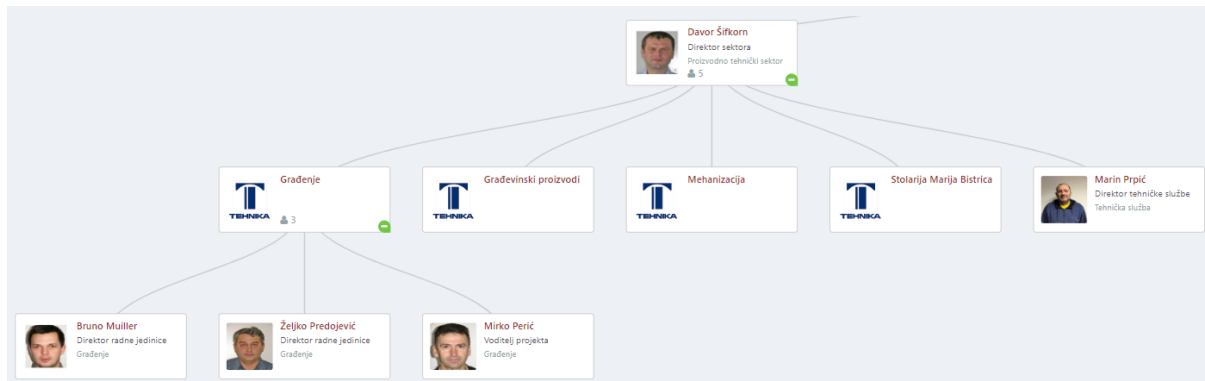 Davor Šifkorn
Direktor sektora
Proizvodno tehnički sektor
5
Građenje
TEHNIKA
3
Građevinski proizvodi
TEHNIKA
Mehanizacija
TEHNIKA
Stolarija Marija Bistrica
TEHNIKA
Marin Prpić
Direktor tehničke službe
Tehnička služba
Bruno Muiller
Direktor radne jedinice
Građenje
Željko Predojević
Direktor radne jedinice
Građenje
Mirko Perić
Voditelj projekta
Građenje